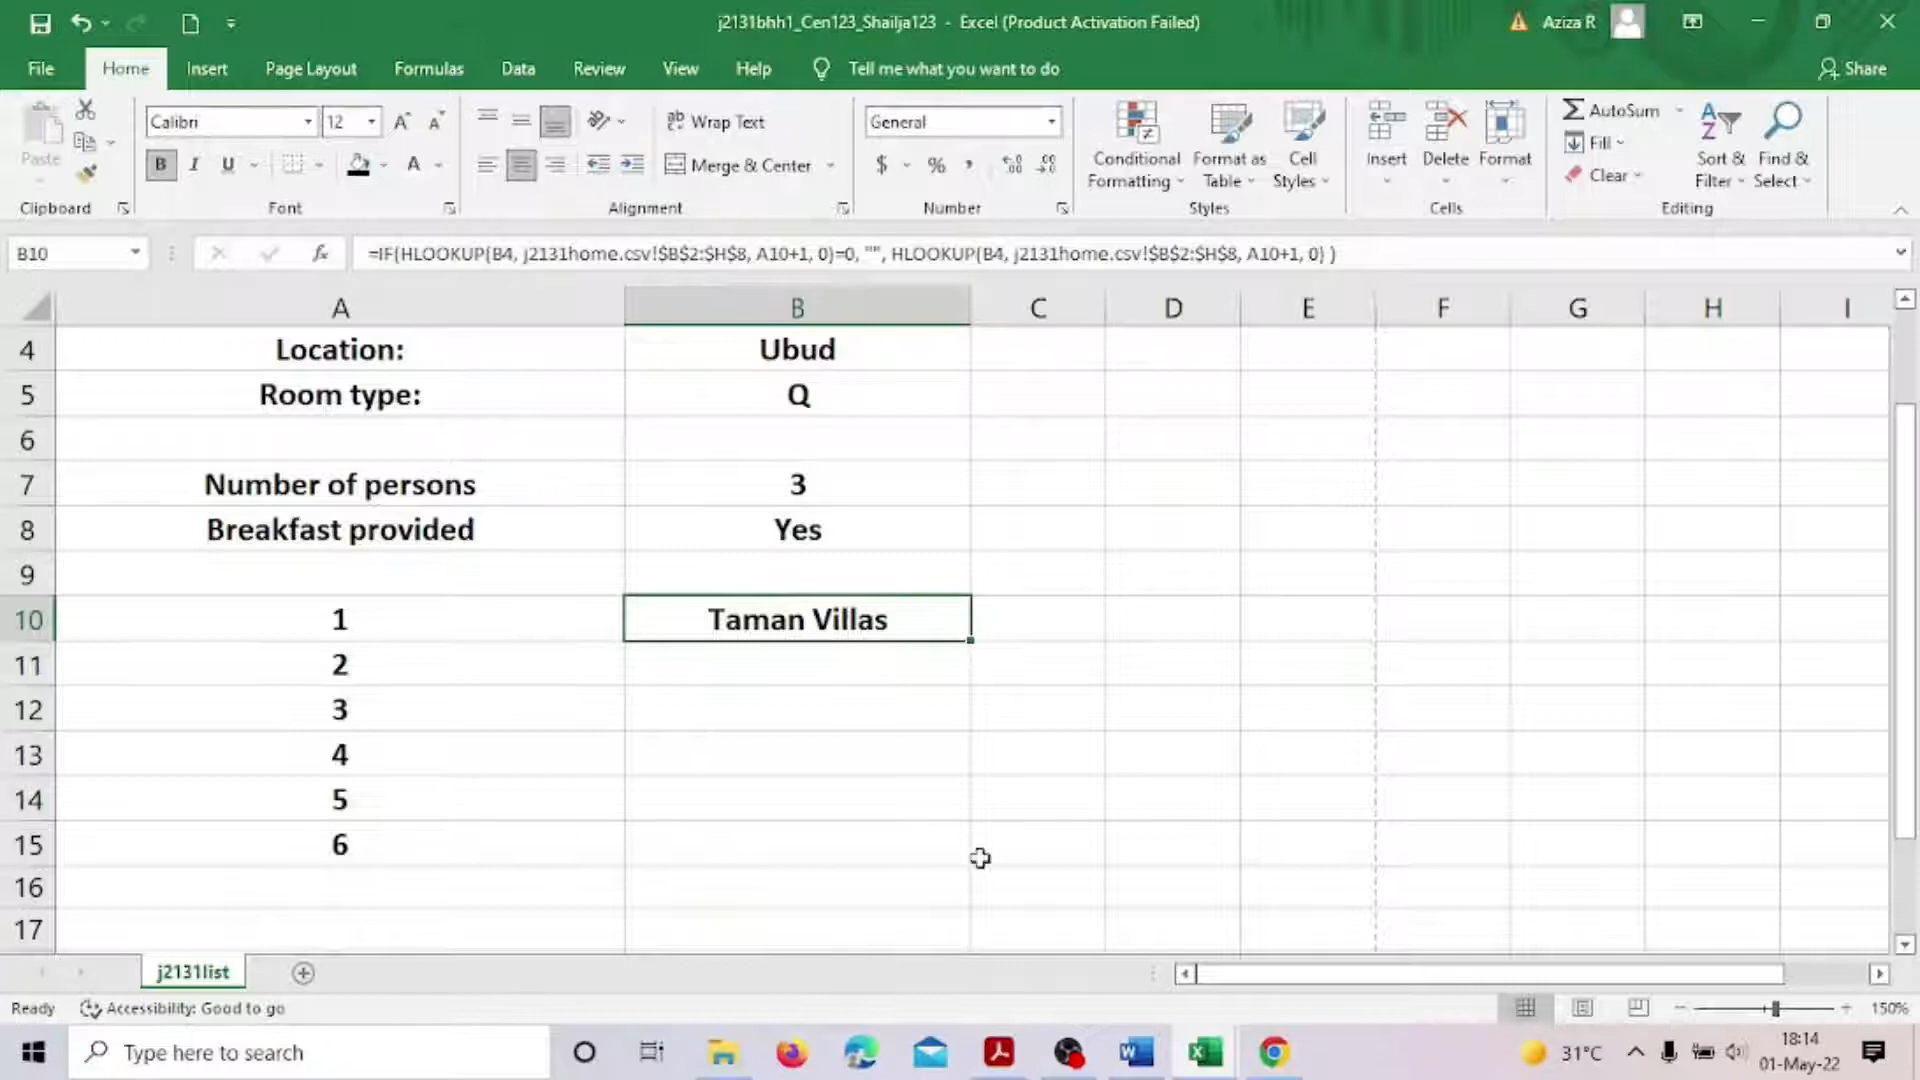 j2131bhh1_Cen123_Shailja123 - Excel (Product Activation Failed)
Aziza R
File Home Insert Page Layout Formulas Data Review View Help Tell me what you want to do Share
Paste
Clipboard
Calibri 12
B I U A
Font
Wrap Text
Merge & Center
Alignment
General
$ % ,
Number
Conditional Formatting
Format as Table
Cell Styles
Styles
Insert Delete Format
Cells
AutoSum
Fill
Clear
Sort & Filter
Find & Select
Editing
B10 fx =IF(HLOOKUP(B4, j2131home.csv!$B$2:$H$8, A10+1, 0)=0, "", HLOOKUP(B4, j2131home.csv!$B$2:$H$8, A10+1, 0) )
A B C D E F G H I
4 Location: Ubud
5 Room type: Q
6
7 Number of persons 3
8 Breakfast provided Yes
9
10 1 Taman Villas
11 2
12 3
13 4
14 5
15 6
16
17
j2131list
Ready Accessibility: Good to go 150%
Type here to search 31°C 18:14
01-May-22